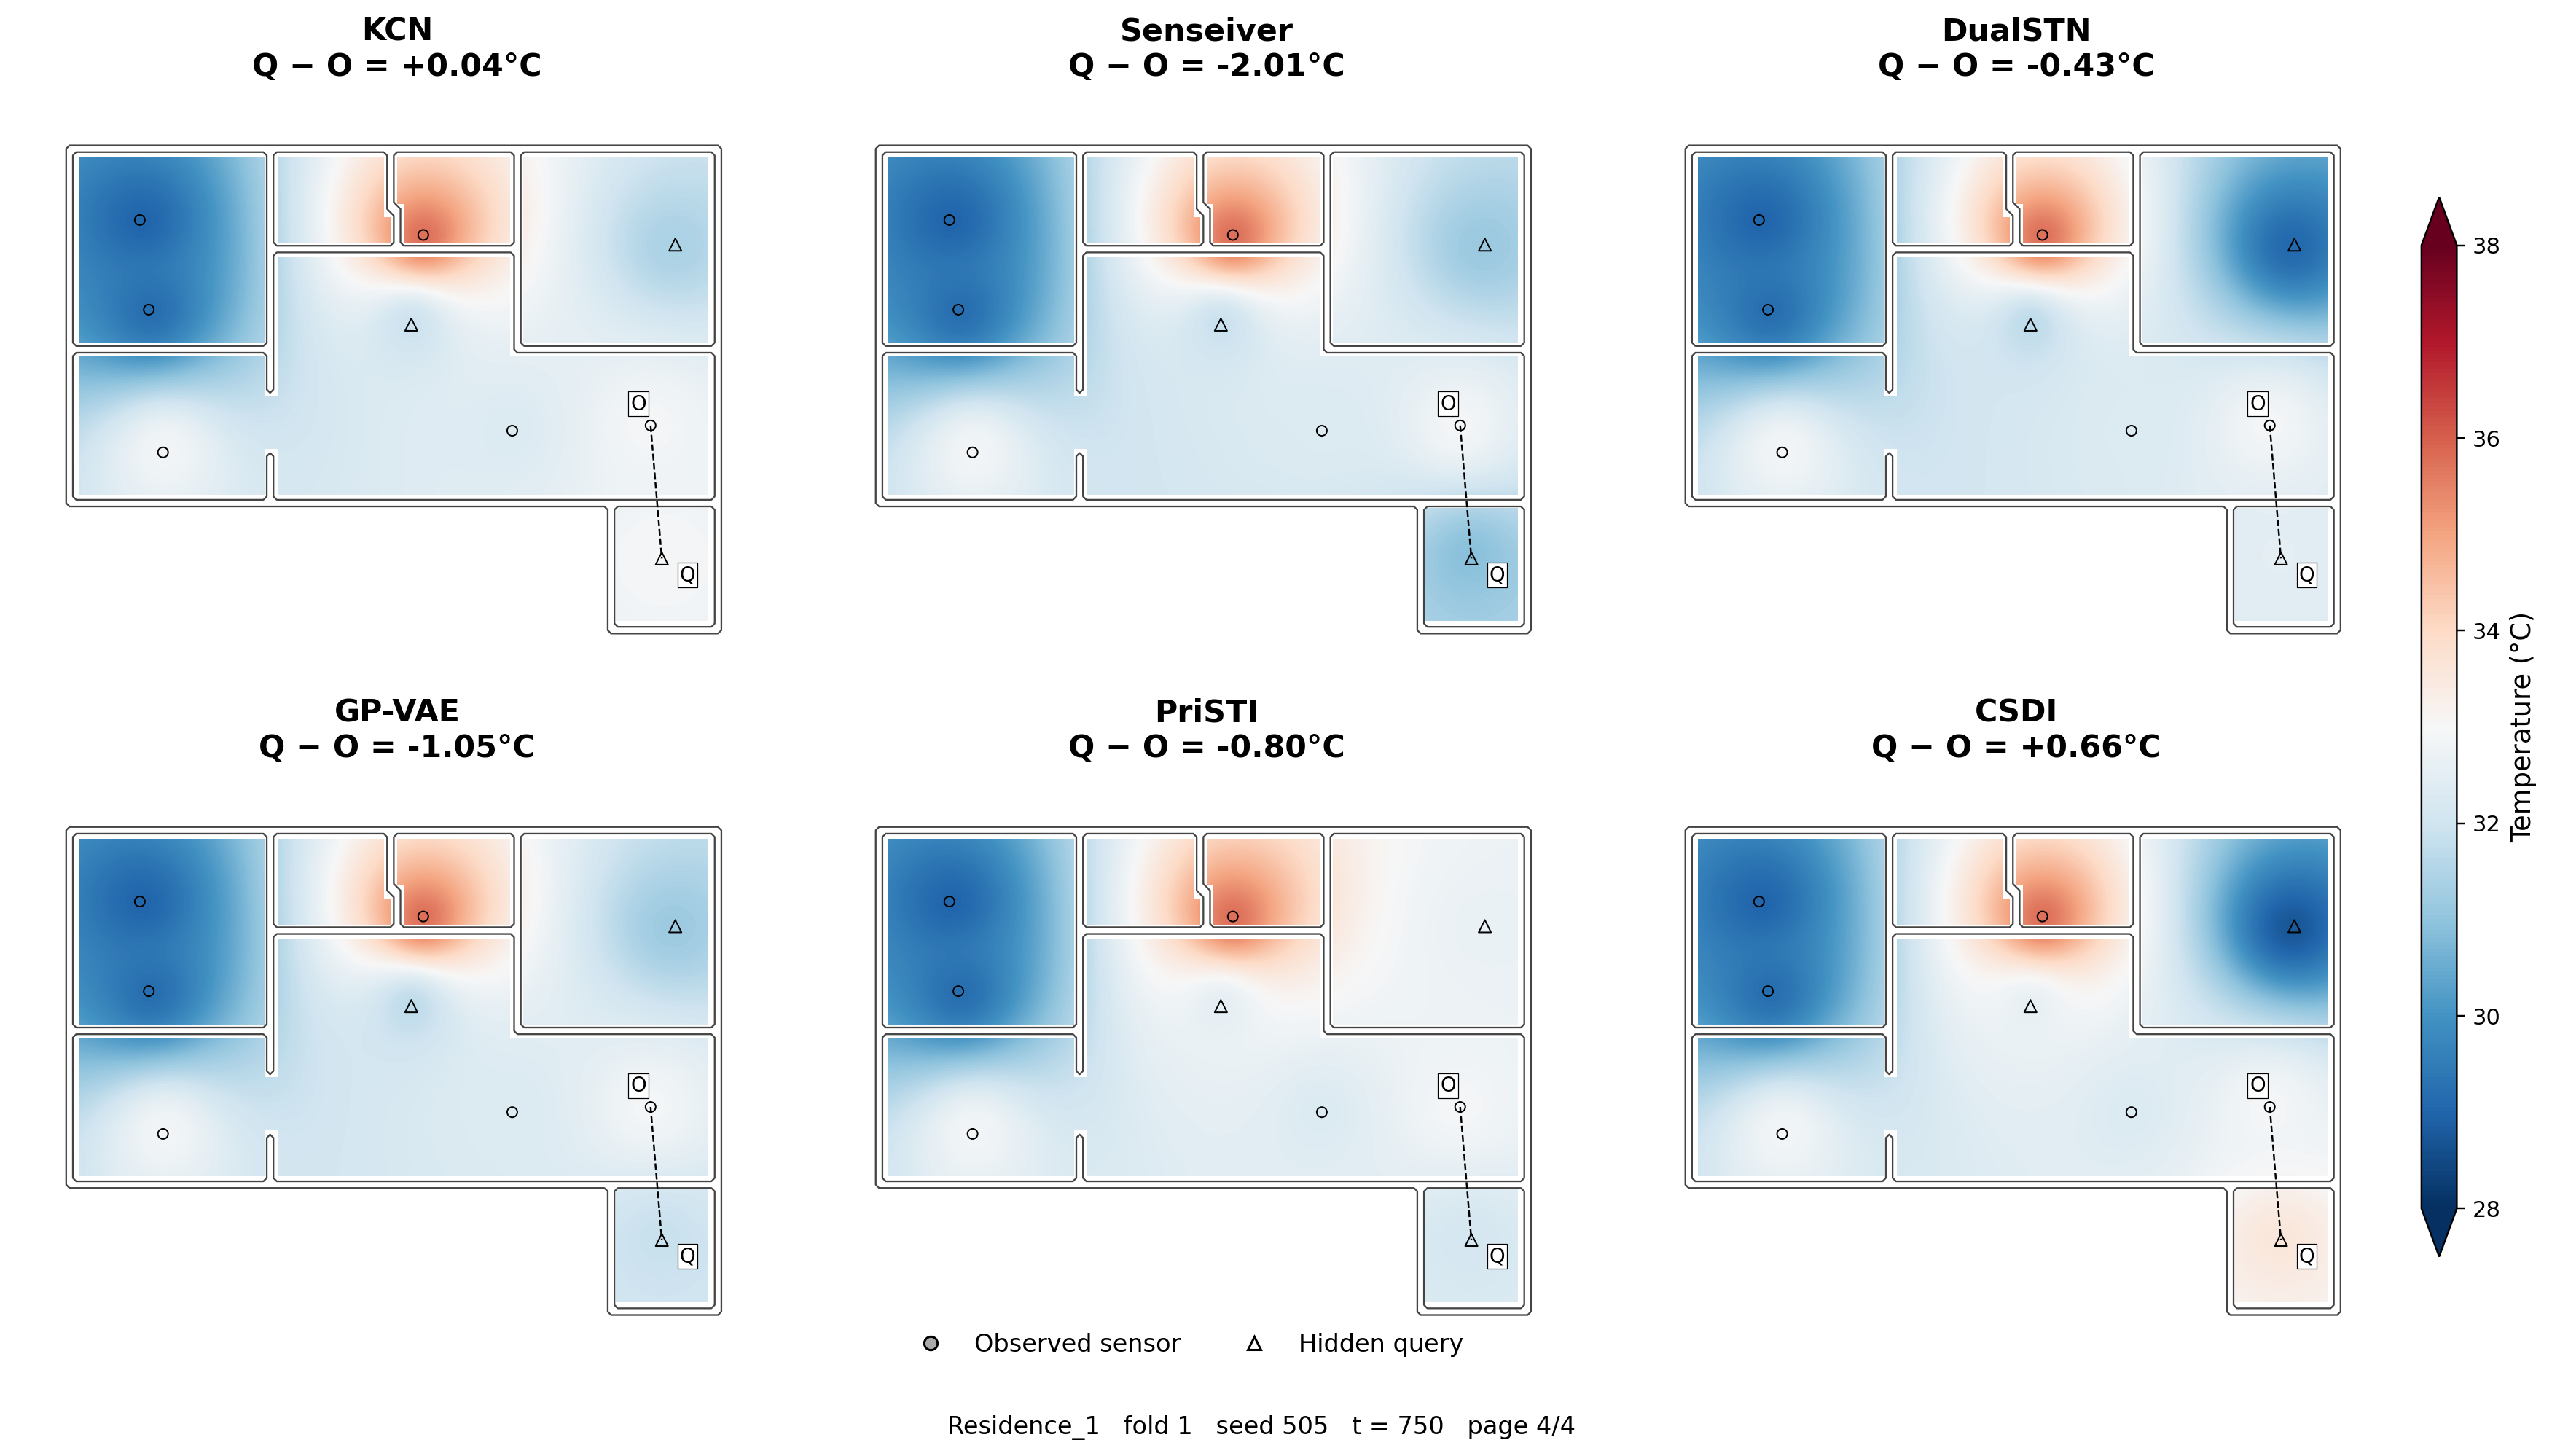 KCN
Q − O = +0.04°C
Senseiver
Q − O = -2.01°C
DualSTN
Q − O = -0.43°C
O
Q
O
Q
O
Q
GP-VAE
Q − O = -1.05°C
PriSTI
Q − O = -0.80°C
CSDI
Q − O = +0.66°C
O
Q
O
Q
O
Q
38
36
34
32
30
28
Temperature (°C)
Observed sensor
Hidden query
Residence_1 fold 1 seed 505 t = 750 page 4/4